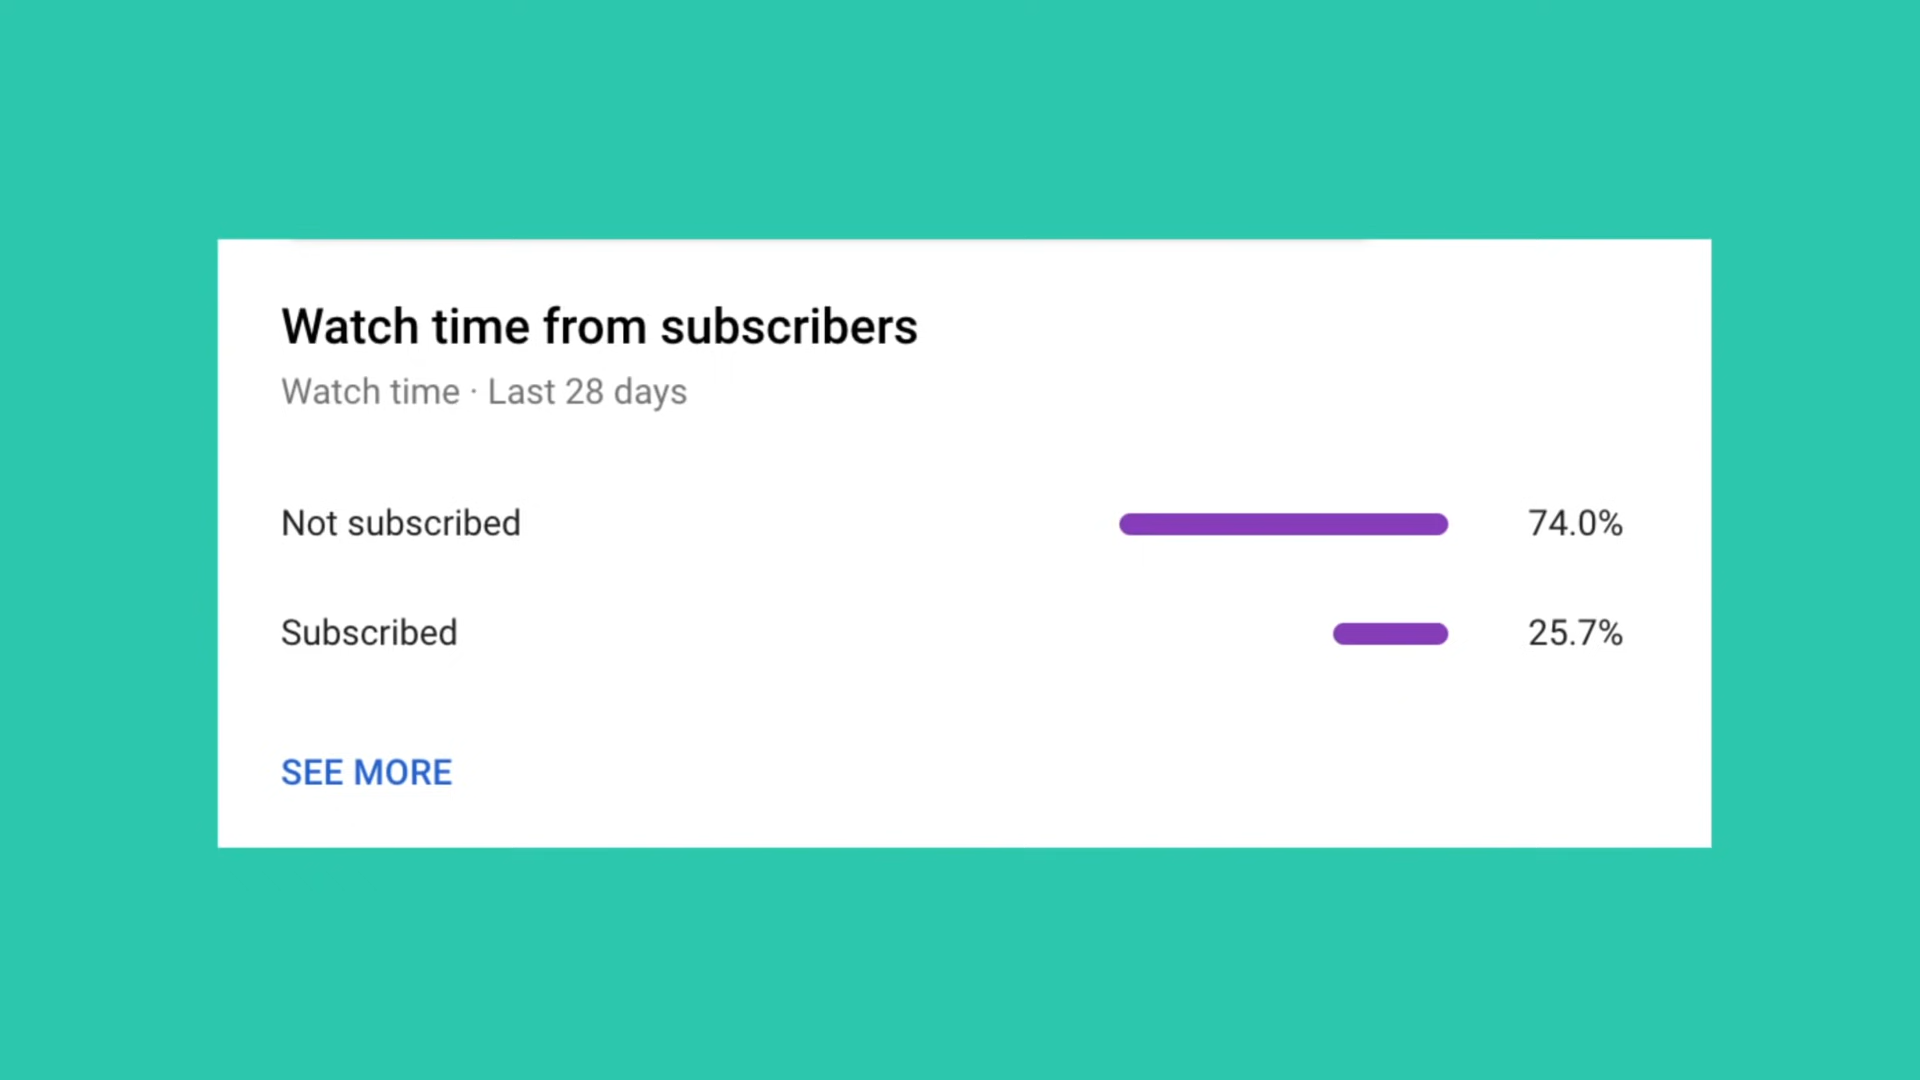 Watch time from subscribers
Watch time · Last 28 days
Not subscribed 74.0%
Subscribed 25.7%
SEE MORE